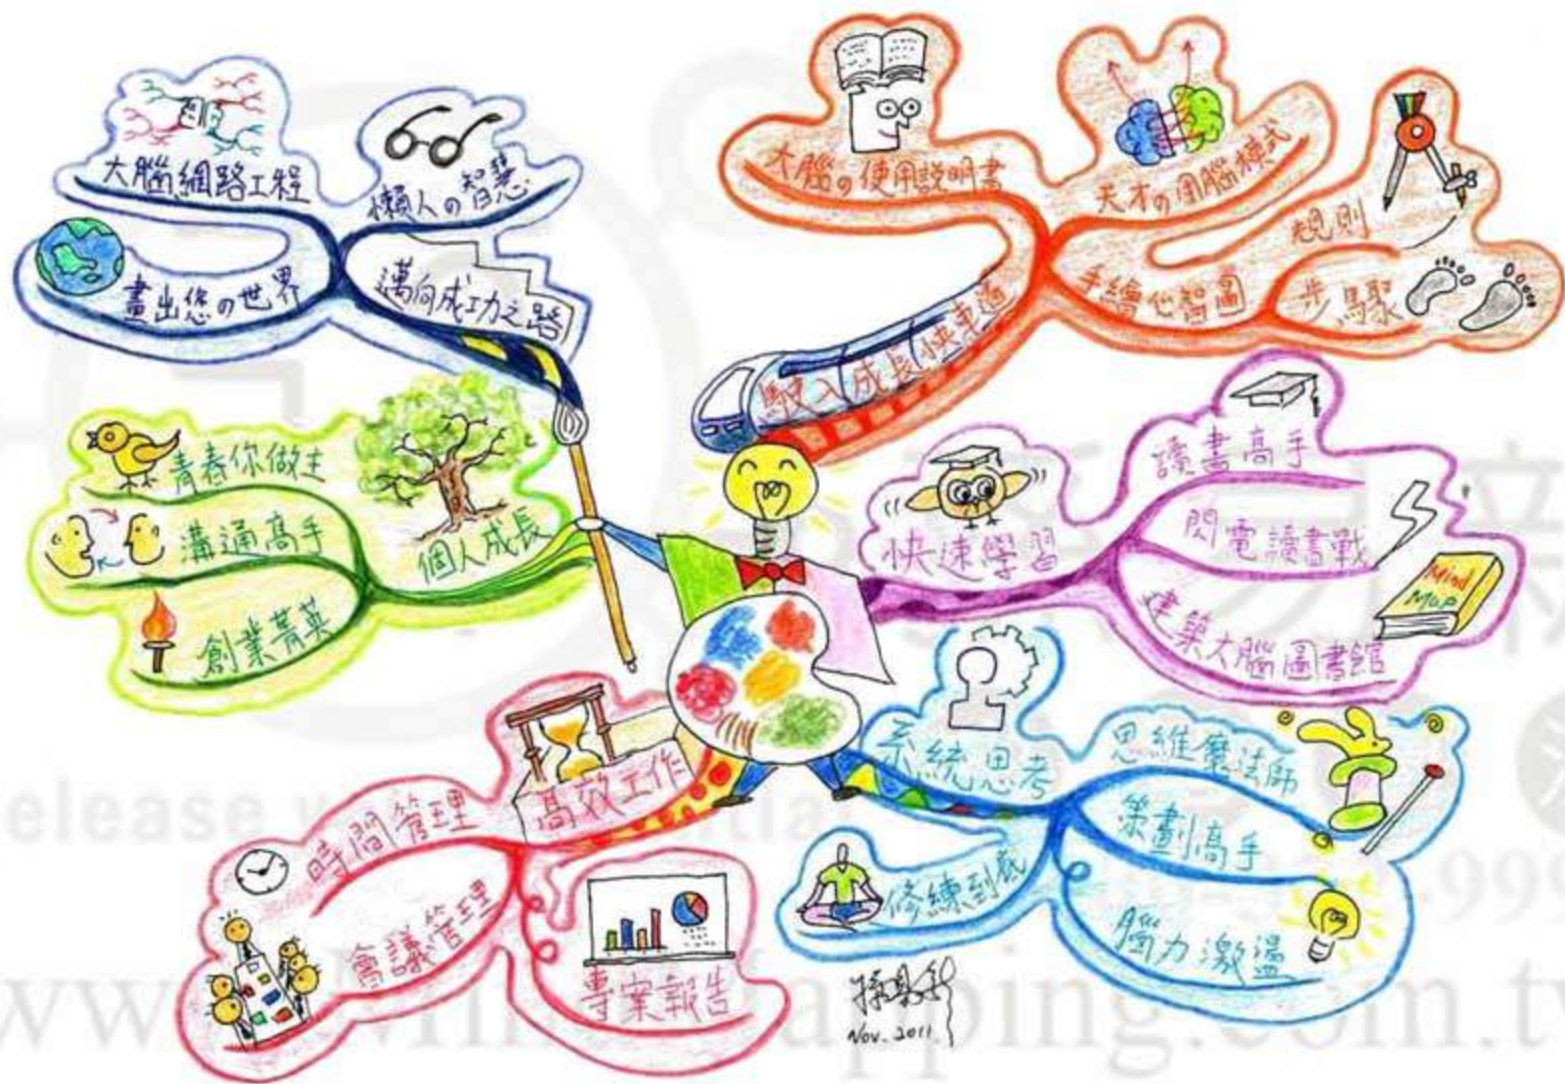 大腦の使用說明書
天才の用腦模式
規則
手繪心智圖
步驟
駛入成長快車道
讀書高手
快速學習
閃電讀書戰
Mind
Map
建築大腦圖書館
系統思考
思維魔法師
策劃高手
修練到底
腦力激盪
高效工作
時間管理
會議管理
專案報告
個人成長
青春你做主
溝通高手
創業菁英
大腦網路工程
懶人の智慧
畫出您の世界
邁向成功之路
Nov. 2011